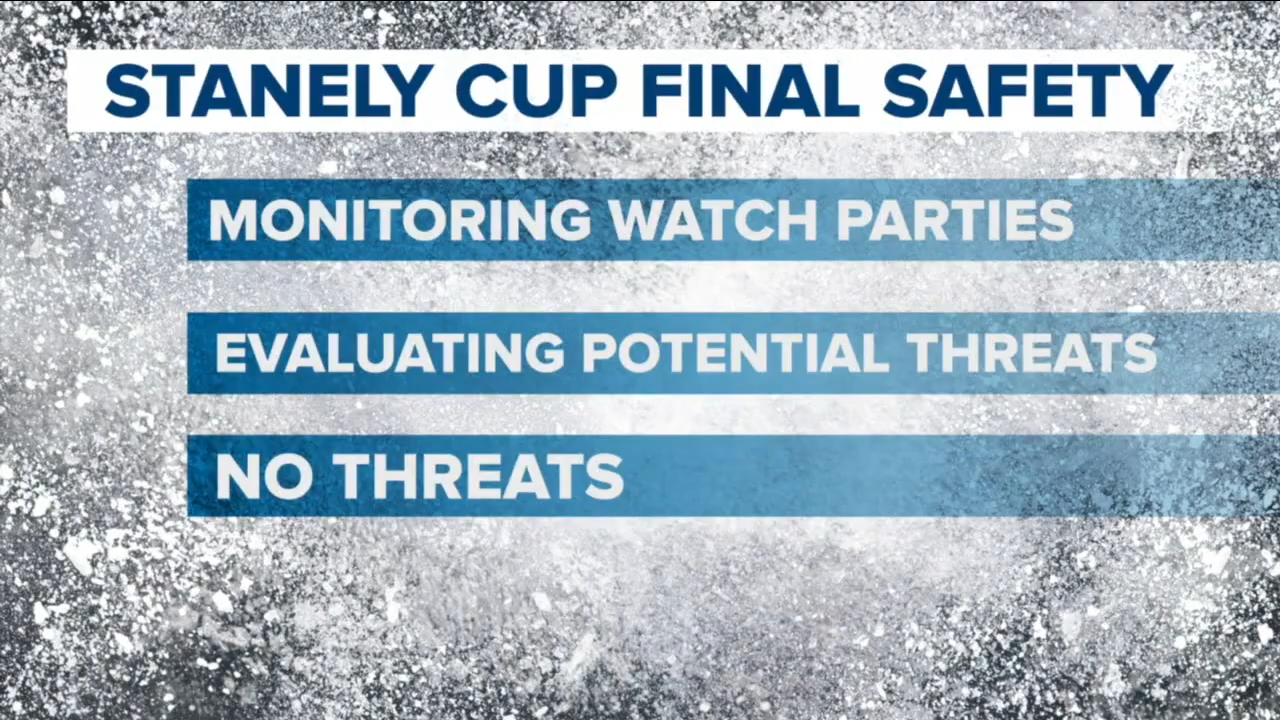 STANELY CUP FINAL SAFETY
MONITORING WATCH PARTIES
EVALUATING POTENTIAL THREATS
NO THREATS